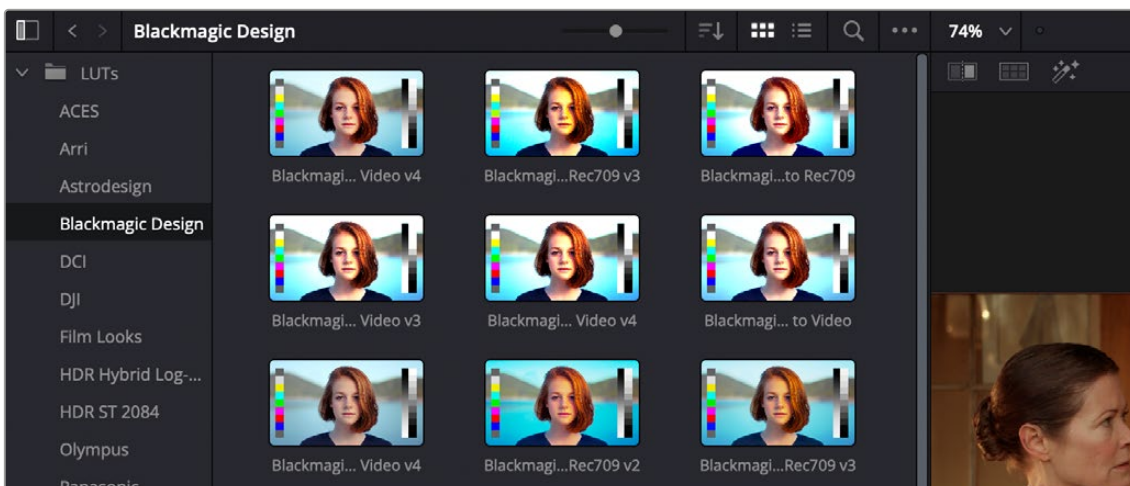 Blackmagic Design
74%
LUTs
ACES
Arri
Astrodesign
Blackmagic Design
DCI
DJI
Film Looks
HDR Hybrid Log-...
HDR ST 2084
Olympus
Panasonic
Blackmagi... Video v4
Blackmagi...Rec709 v3
Blackmagi...to Rec709
Blackmagi... Video v3
Blackmagi... Video v4
Blackmagi... to Video
Blackmagi... Video v4
Blackmagi...Rec709 v2
Blackmagi...Rec709 v3